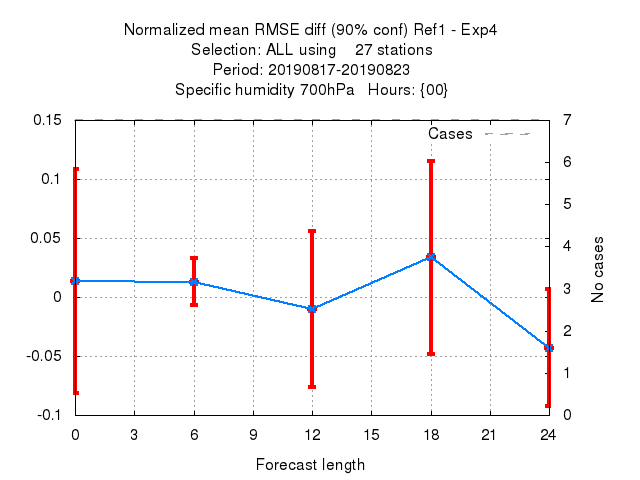 Normalized mean RMSE diff (90% conf) Ref1 - Exp4
Selection: ALL using 27 stations
Period: 20190817-20190823
Specific humidity 700hPa Hours: {00}
Cases
0.15
0.1
0.05
0
-0.05
-0.1
7
6
5
4
3
2
1
0
No cases
0 3 6 9 12 15 18 21 24
Forecast length